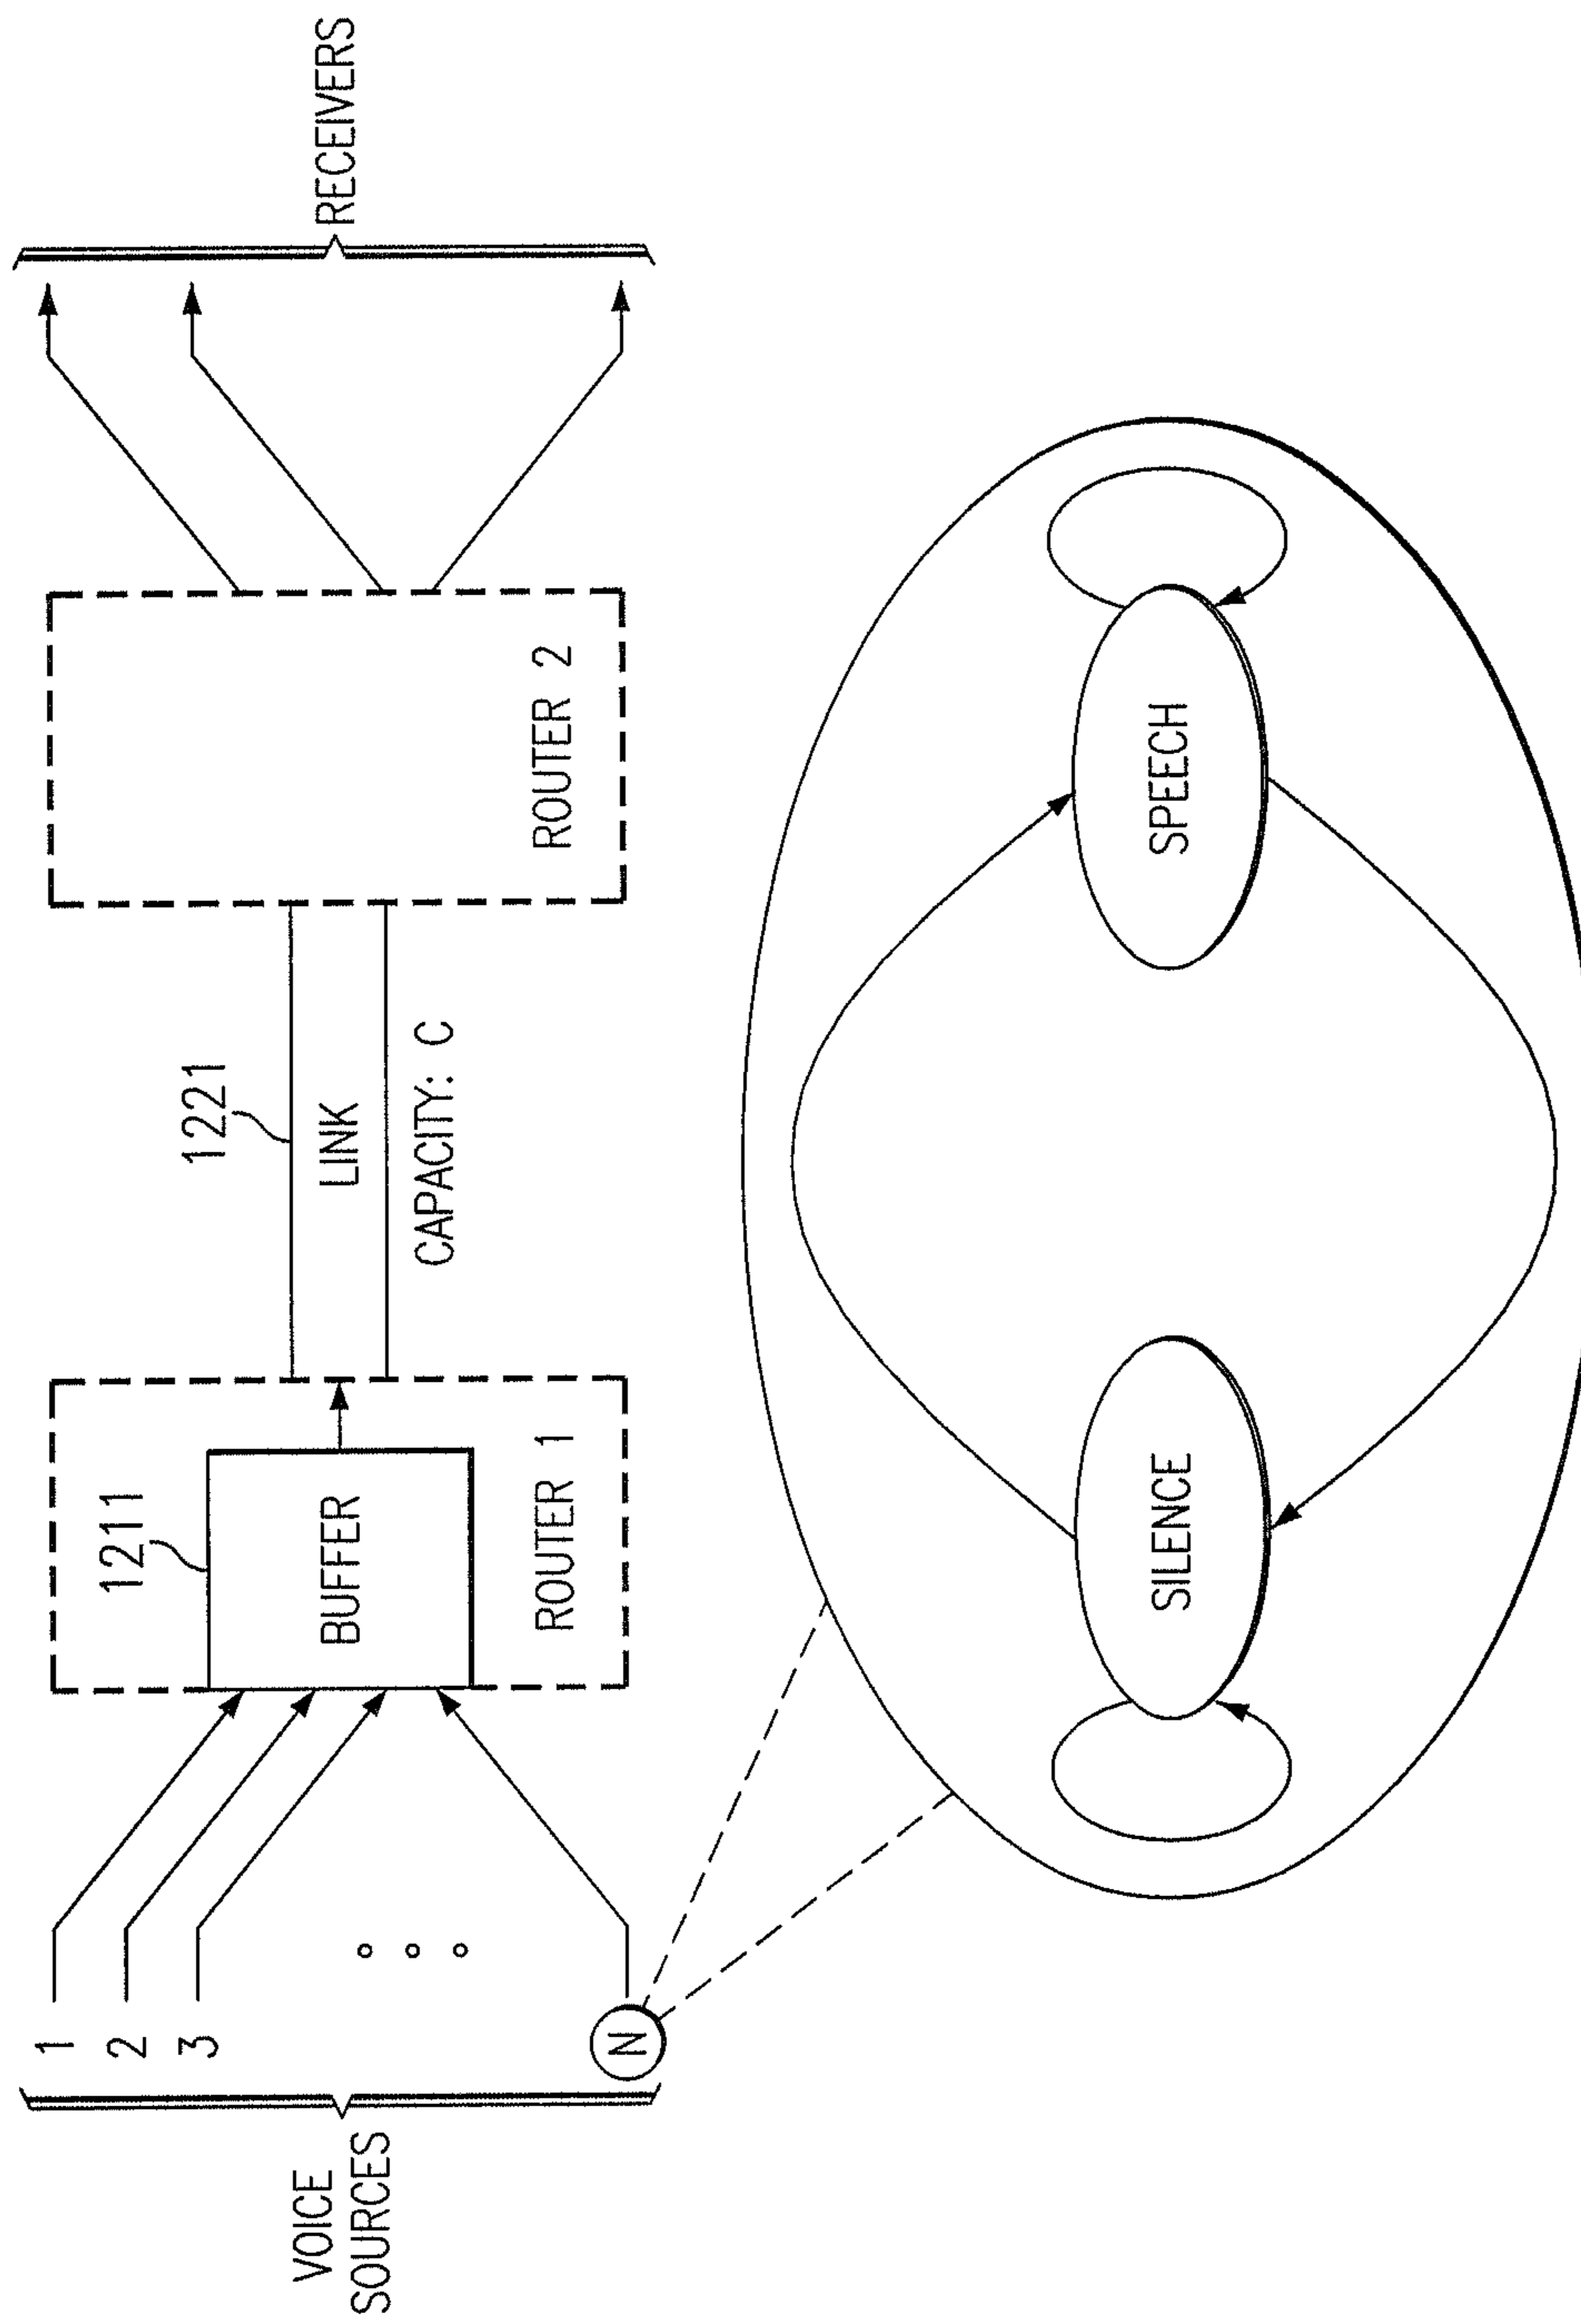 VOICE
SOURCES
1
2
3
N
1211
BUFFER
ROUTER 1
1221
LINK
CAPACITY: C
ROUTER 2
RECEIVERS
SILENCE
SPEECH